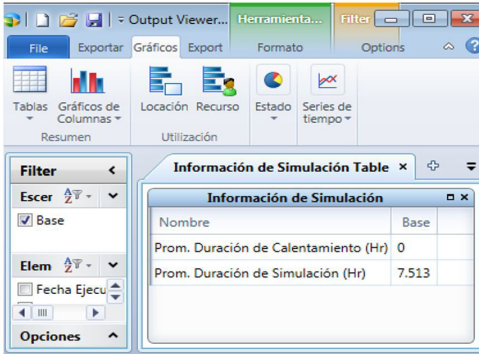 Output Viewer...
Herramienta...
Filter
File
Exportar
Gráficos
Export
Formato
Options
Tablas
Gráficos de Columnas
Locación
Recurso
Estado
Series de tiempo
Resumen
Utilización
Filter
Información de Simulación Table
Escer
Base
Elem
Fecha Ejecu
Opciones
Información de Simulación
Nombre Base
Prom. Duración de Calentamiento (Hr) 0
Prom. Duración de Simulación (Hr) 7.513